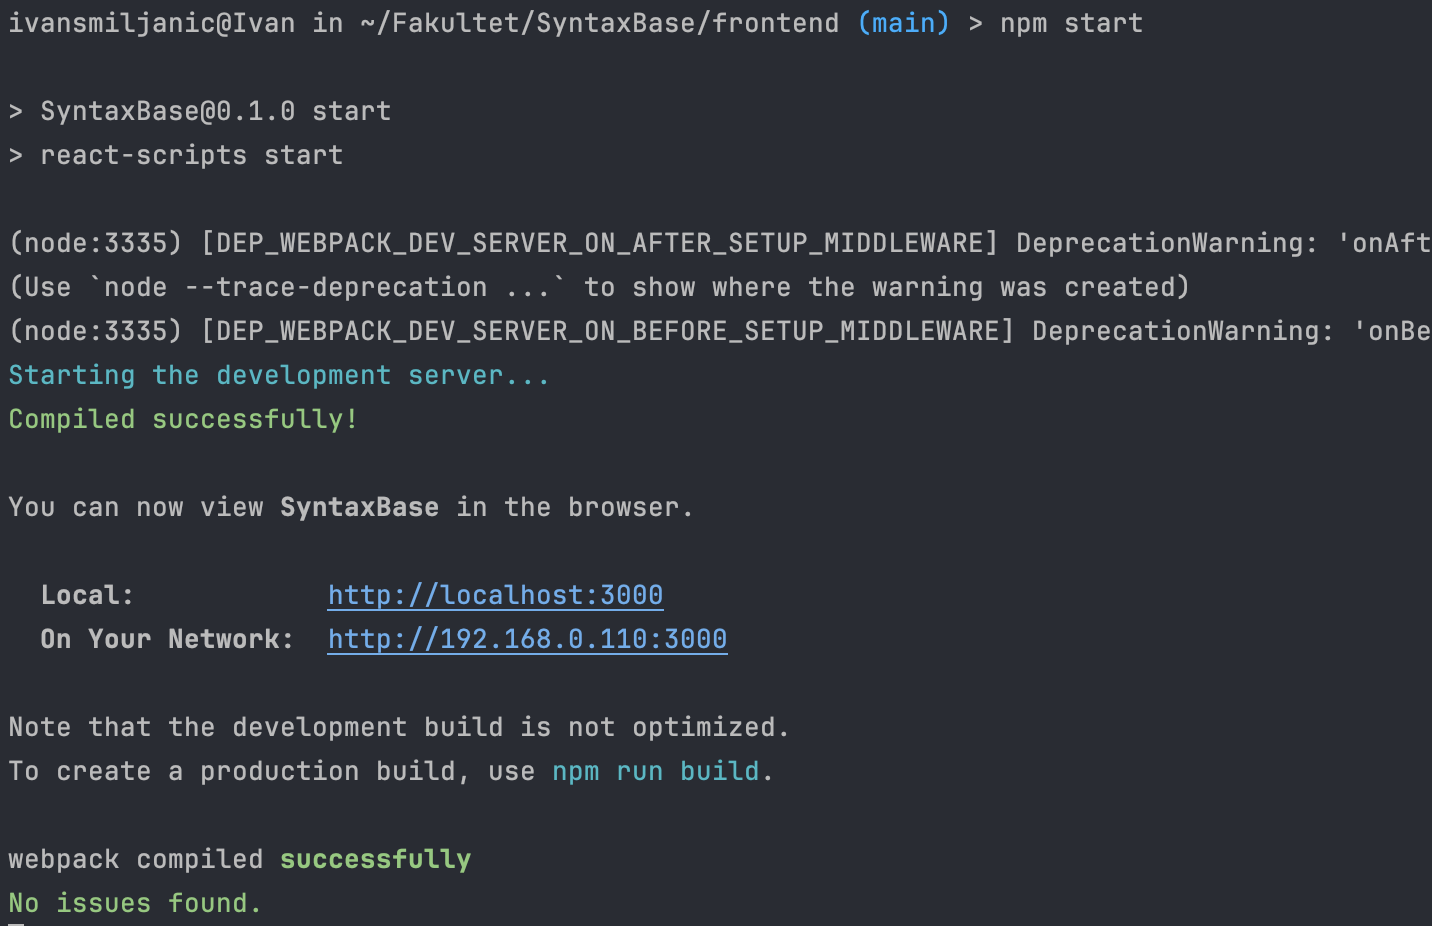 ivansmiljanic@Ivan in ~/Fakultet/SyntaxBase/frontend (main) > npm start
> SyntaxBase@0.1.0 start
> react-scripts start
(node:3335) [DEP_WEBPACK_DEV_SERVER_ON_AFTER_SETUP_MIDDLEWARE] DeprecationWarning: 'onAft
(Use `node --trace-deprecation ...` to show where the warning was created)
(node:3335) [DEP_WEBPACK_DEV_SERVER_ON_BEFORE_SETUP_MIDDLEWARE] DeprecationWarning: 'onBe
Starting the development server...
Compiled successfully!
You can now view SyntaxBase in the browser.
Local: http://localhost:3000
On Your Network: http://192.168.0.110:3000
Note that the development build is not optimized.
To create a production build, use npm run build.
webpack compiled successfully
No issues found.